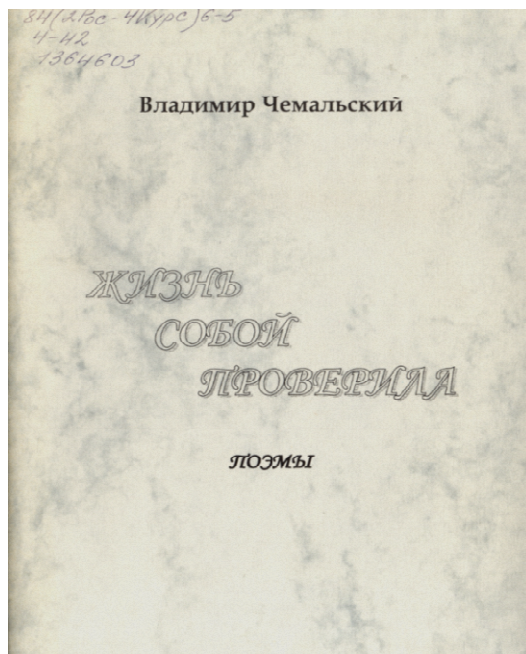 84(2Рос-4Курс)6-5
Ч-42
1364603
Владимир Чемальский
ЖИЗНЬ
СОБОЙ
ПРОВЕРИЛА
ПОЭМЫ